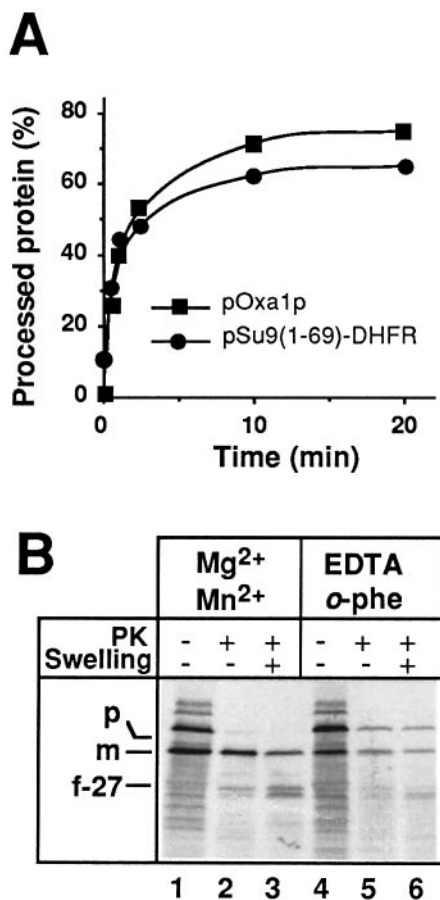 A
Processed protein (%)
80
60
40
20
0
pOxa1p
pSu9(1-69)-DHFR
0 10 20
Time (min)
B
Mg2+ EDTA
Mn2+ o-phe
PK - + + - + +
Swelling - - + - - +
p
m
f-27
1 2 3 4 5 6